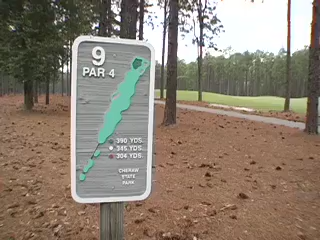 9
PAR 4
390 YDS.
345 YDS.
304 YDS.
CHERAW
STATE
PARK